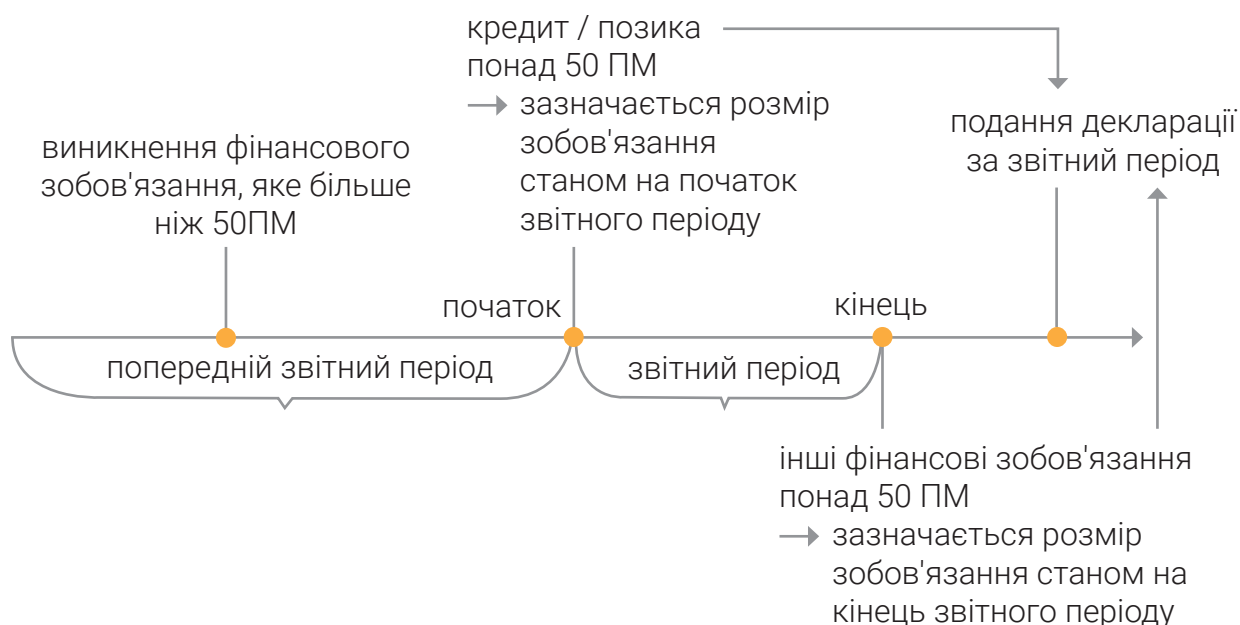 кредит / позика
понад 50 ПМ
зазначається розмір
зобов'язання
станом на початок
звітного періоду
подання декларації
за звітний період
виникнення фінансового
зобов'язання, яке більше
ніж 50ПМ
початок
кінець
попередній звітний період
звітний період
інші фінансові зобов'язання
понад 50 ПМ
зазначається розмір
зобов'язання станом на
кінець звітного періоду